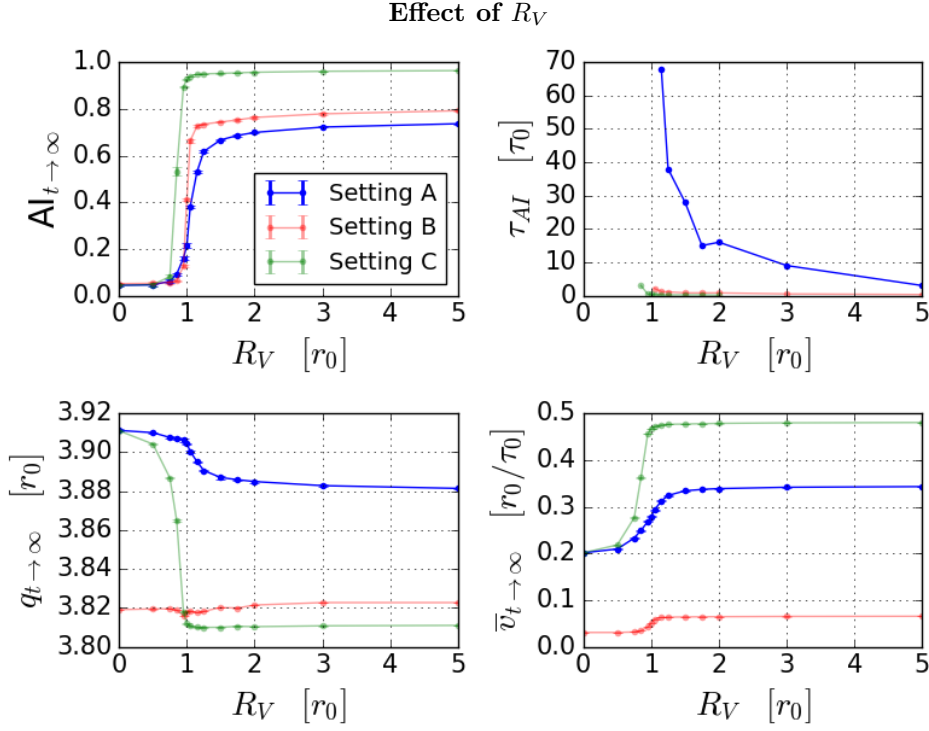 Effect of R_V
1.0
0.8
0.6
0.4
0.2
0.0
AI_{t→∞}
Setting A
Setting B
Setting C
0 1 2 3 4 5
R_V [r_0]
70
60
50
40
30
20
10
0
τ_{AI} [τ_0]
0 1 2 3 4 5
R_V [r_0]
3.92
3.90
3.88
3.86
3.84
3.82
3.80
q_{t→∞} [r_0]
0 1 2 3 4 5
R_V [r_0]
0.5
0.4
0.3
0.2
0.1
0.0
v̅_{t→∞} [r_0/τ_0]
0 1 2 3 4 5
R_V [r_0]